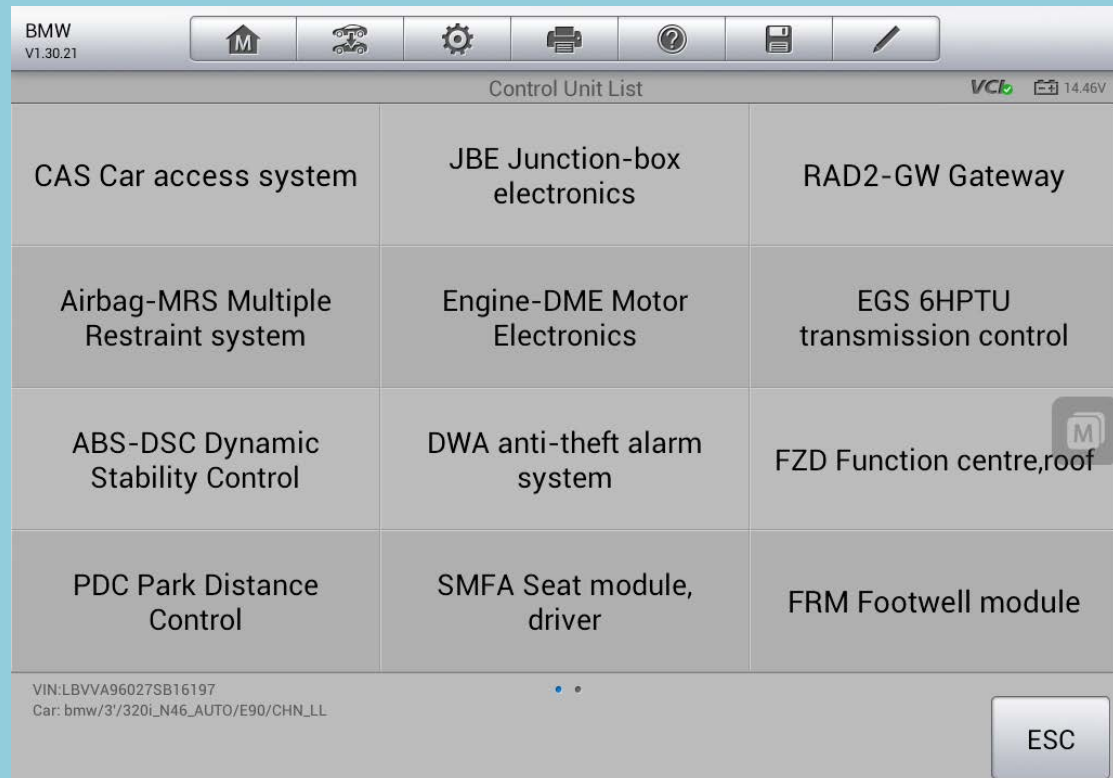 BMW
V1.30.21
M
Control Unit List
VCI
14.46V
CAS Car access system
JBE Junction-box
electronics
RAD2-GW Gateway
Airbag-MRS Multiple
Restraint system
Engine-DME Motor
Electronics
EGS 6HPTU
transmission control
ABS-DSC Dynamic
Stability Control
DWA anti-theft alarm
system
FZD Function centre,roof
M
PDC Park Distance
Control
SMFA Seat module,
driver
FRM Footwell module
VIN:LBVVA96027SB16197
Car: bmw/3'/320i_N46_AUTO/E90/CHN_LL
ESC